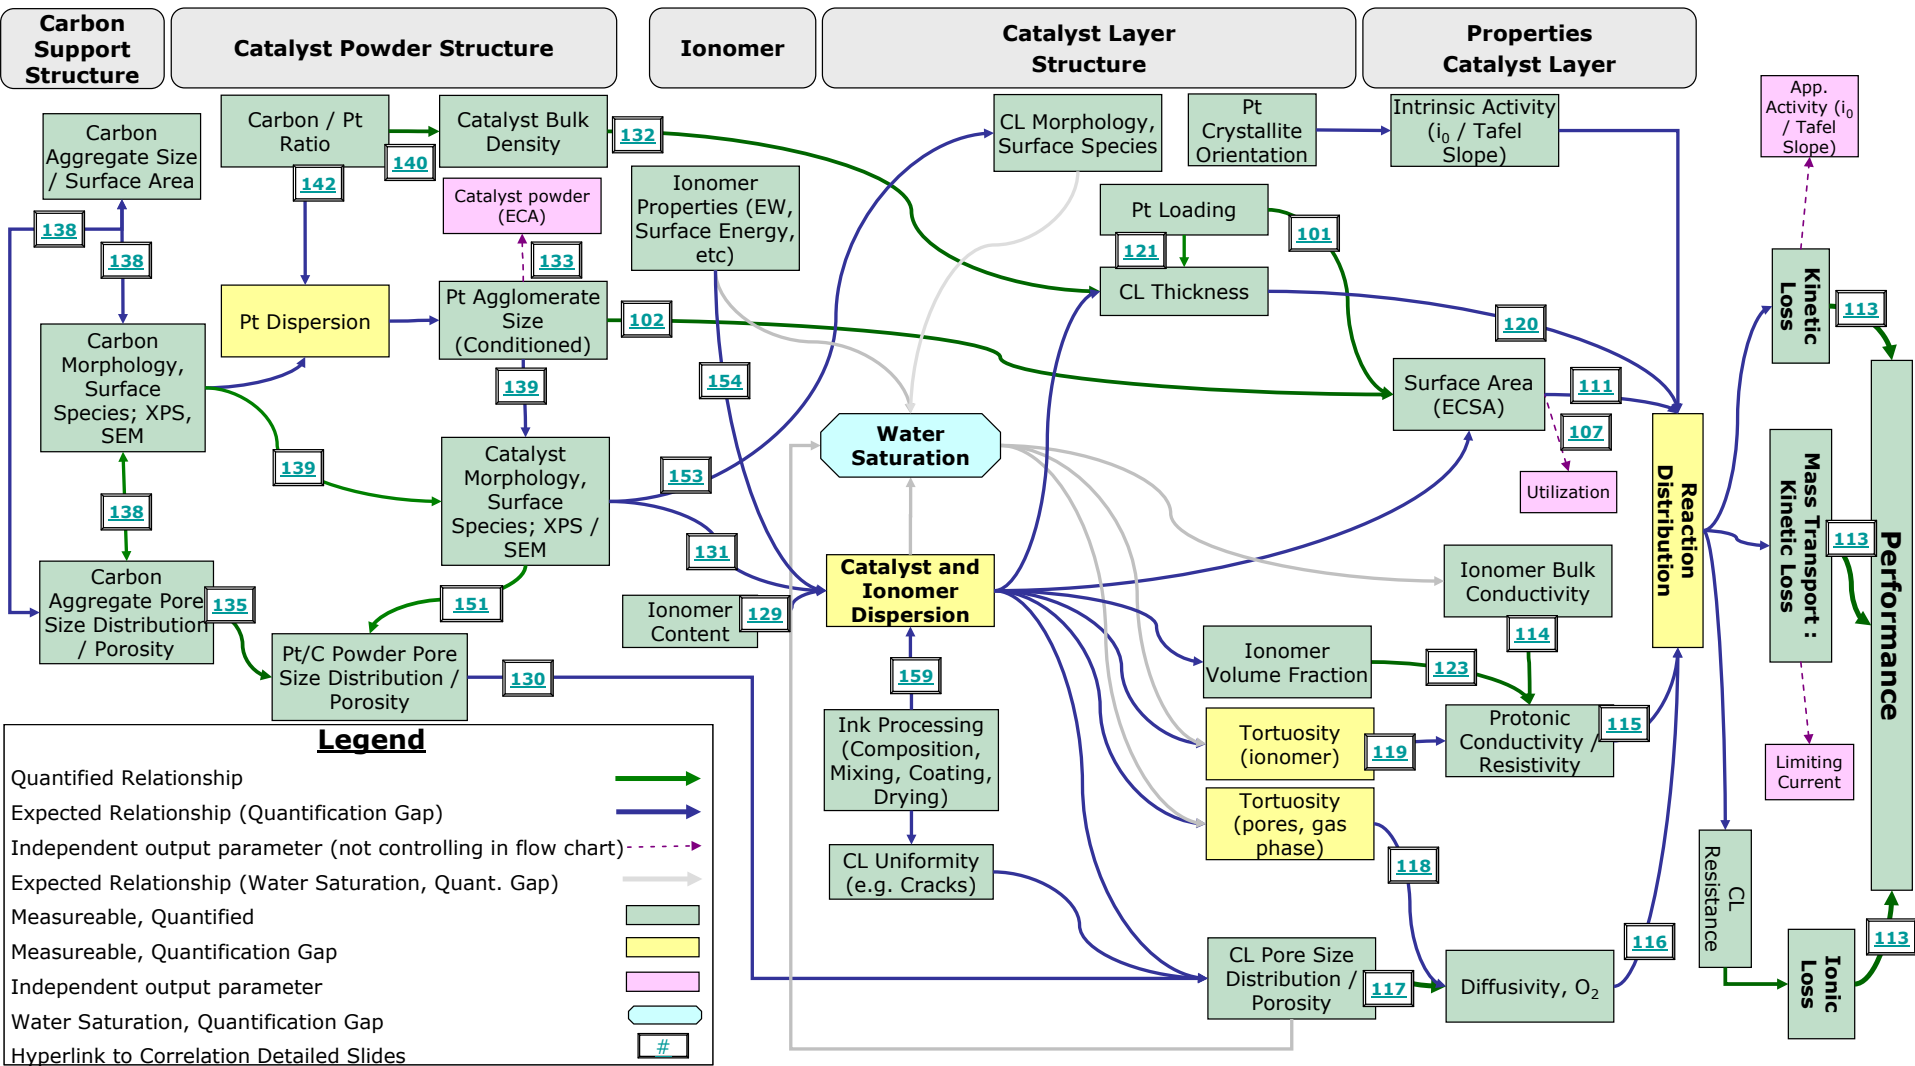 Carbon
Support
Structure
Catalyst Powder Structure
Ionomer
Catalyst Layer
Structure
Properties
Catalyst Layer
Carbon
Aggregate Size
/ Surface Area
Carbon / Pt
Ratio
Catalyst Bulk
Density
132
140
142
CL Morphology,
Surface Species
Pt
Crystallite
Orientation
Intrinsic Activity
(i0 / Tafel
Slope)
App.
Activity (i0
/ Tafel
Slope)
Catalyst powder
(ECA)
Ionomer
Properties (EW,
Surface Energy,
etc)
Pt Loading
101
121
138
138
133
CL Thickness
120
Pt Dispersion
Pt Agglomerate
Size
(Conditioned)
102
Kinetic
Loss
113
Carbon
Morphology,
Surface
Species; XPS,
SEM
139
154
Surface Area
(ECSA)
111
107
Utilization
139
Catalyst
Morphology,
Surface
Species; XPS /
SEM
153
Water
Saturation
Reaction
Distribution
Mass Transport :
Kinetic Loss
113
Performance
138
131
Carbon
Aggregate Pore
Size Distribution
/ Porosity
135
151
Ionomer
Content
129
Catalyst and
Ionomer
Dispersion
Ionomer Bulk
Conductivity
114
Pt/C Powder Pore
Size Distribution /
Porosity
130
159
Ionomer
Volume Fraction
123
Ink Processing
(Composition,
Mixing, Coating,
Drying)
Tortuosity
(ionomer)
119
Protonic
Conductivity /
Resistivity
115
Limiting
Current
Tortuosity
(pores, gas
phase)
118
CL Uniformity
(e.g. Cracks)
CL
Resistance
CL Pore Size
Distribution /
Porosity
117
Diffusivity, O2
116
Ionic
Loss
113
Legend
Quantified Relationship
Expected Relationship (Quantification Gap)
Independent output parameter (not controlling in flow chart)
Expected Relationship (Water Saturation, Quant. Gap)
Measureable, Quantified
Measureable, Quantification Gap
Independent output parameter
Water Saturation, Quantification Gap
Hyperlink to Correlation Detailed Slides
#